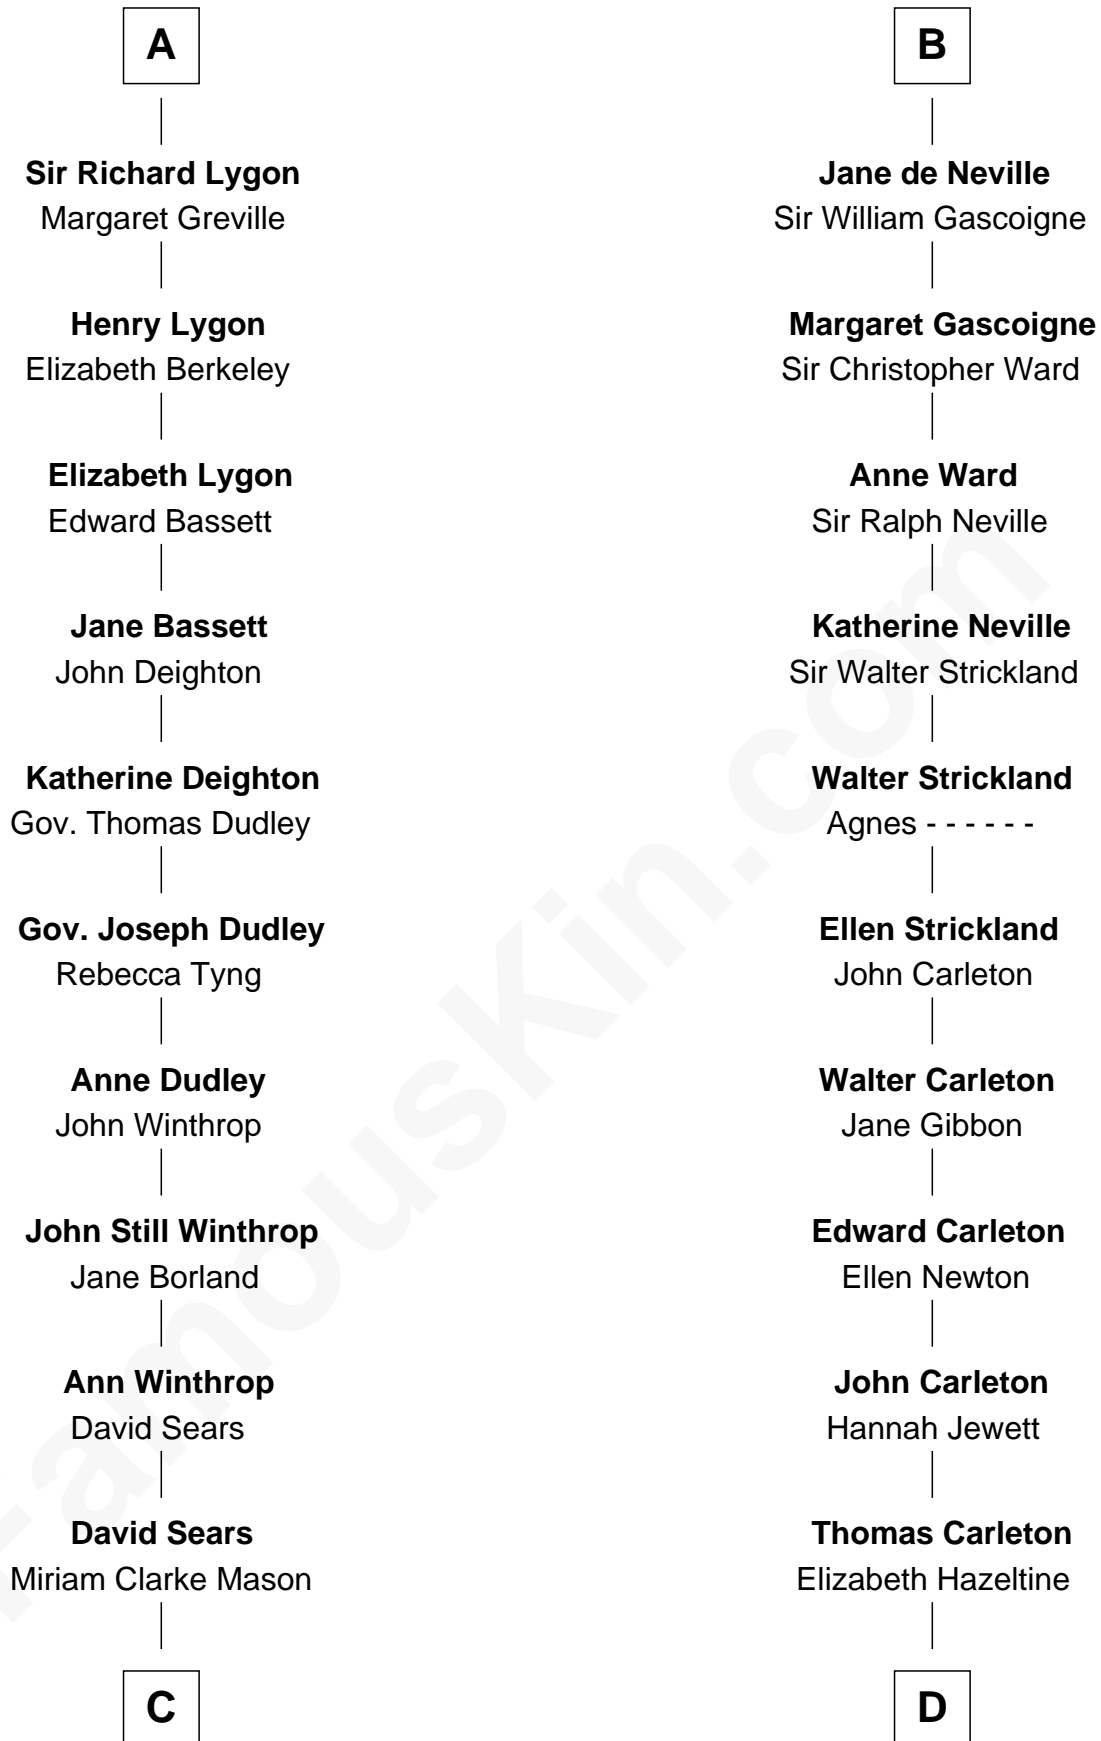 A
Sir Richard Lygon
Margaret Greville
Henry Lygon
Elizabeth Berkeley
Elizabeth Lygon
Edward Bassett
Jane Bassett
John Deighton
Katherine Deighton
Gov. Thomas Dudley
Gov. Joseph Dudley
Rebecca Tyng
Anne Dudley
John Winthrop
John Still Winthrop
Jane Borland
Ann Winthrop
David Sears
David Sears
Miriam Clarke Mason
C
B
Jane de Neville
Sir William Gascoigne
Margaret Gascoigne
Sir Christopher Ward
Anne Ward
Sir Ralph Neville
Katherine Neville
Sir Walter Strickland
Walter Strickland
Agnes - - - - - -
Ellen Strickland
John Carleton
Walter Carleton
Jane Gibbon
Edward Carleton
Ellen Newton
John Carleton
Hannah Jewett
Thomas Carleton
Elizabeth Hazeltine
D
FamousKin.com